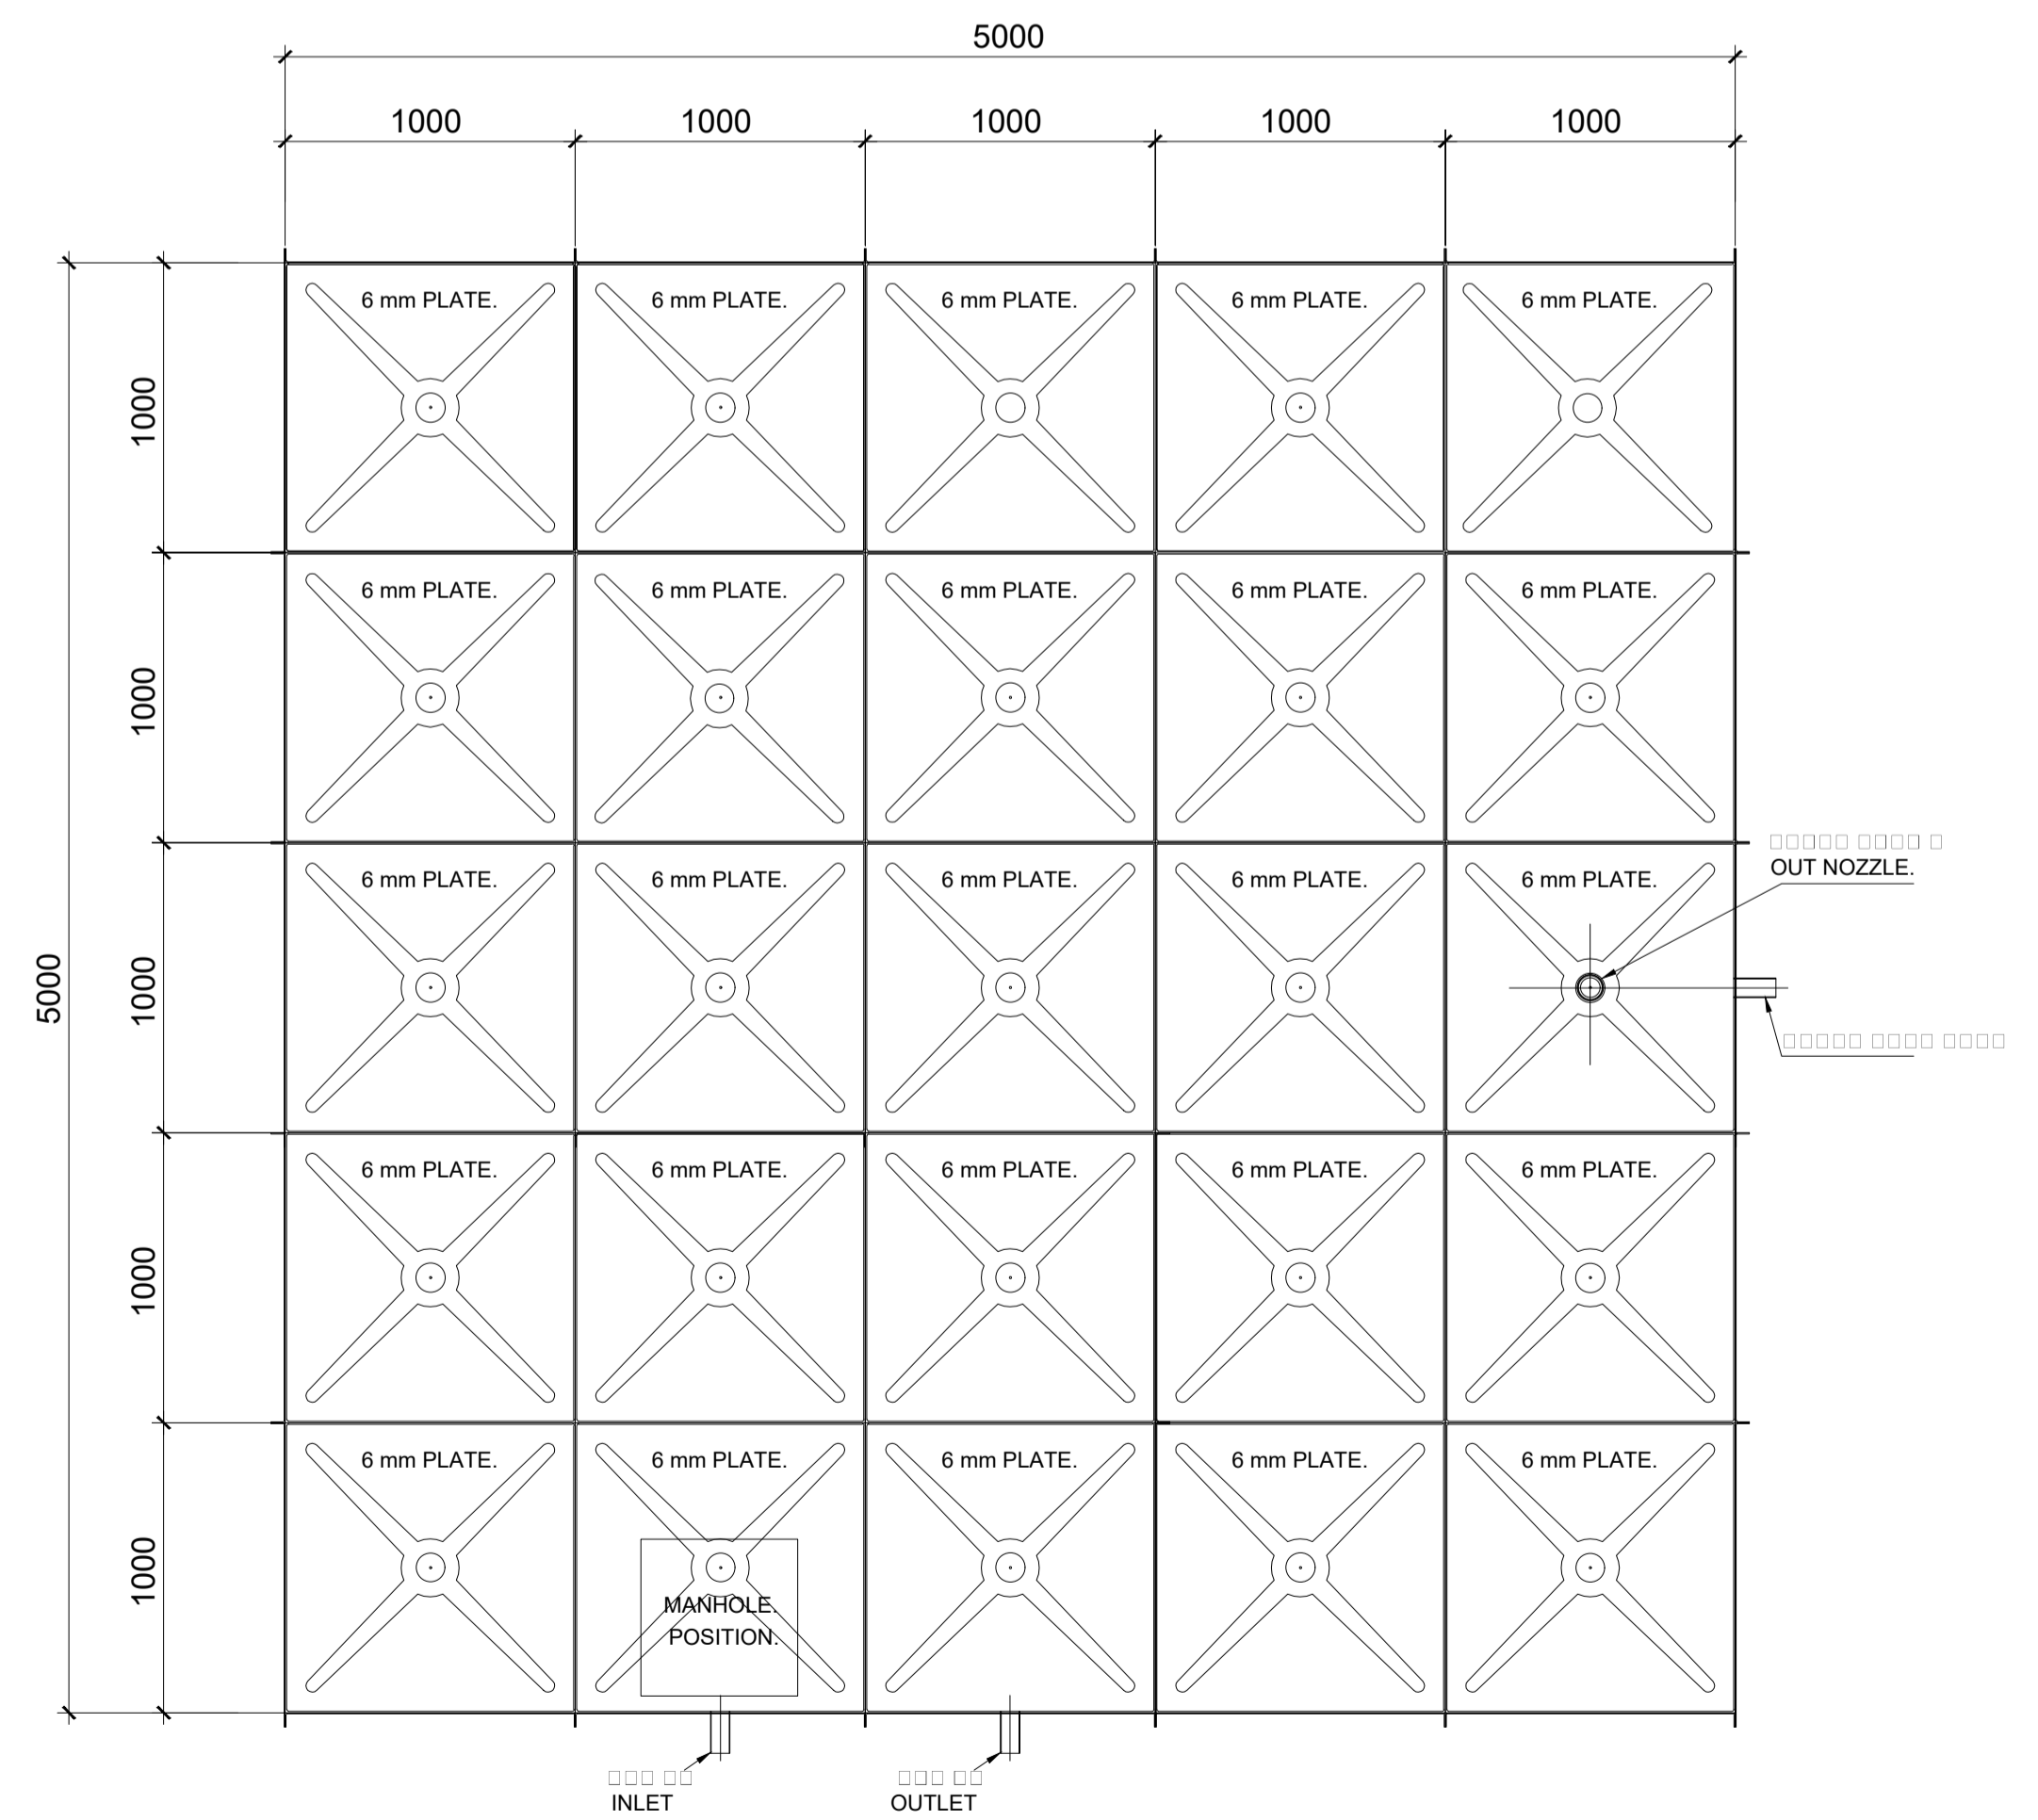 5000
1000 1000 1000 1000 1000
6 mm PLATE. 6 mm PLATE. 6 mm PLATE. 6 mm PLATE. 6 mm PLATE.
1000
6 mm PLATE. 6 mm PLATE. 6 mm PLATE. 6 mm PLATE. 6 mm PLATE.
1000
OUT NOZZLE.
6 mm PLATE. 6 mm PLATE. 6 mm PLATE. 6 mm PLATE. 6 mm PLATE.
5000
1000
6 mm PLATE. 6 mm PLATE. 6 mm PLATE. 6 mm PLATE. 6 mm PLATE.
1000
6 mm PLATE. 6 mm PLATE. 6 mm PLATE. 6 mm PLATE. 6 mm PLATE.
1000
MANHOLE.
POSITION.
INLET
OUTLET